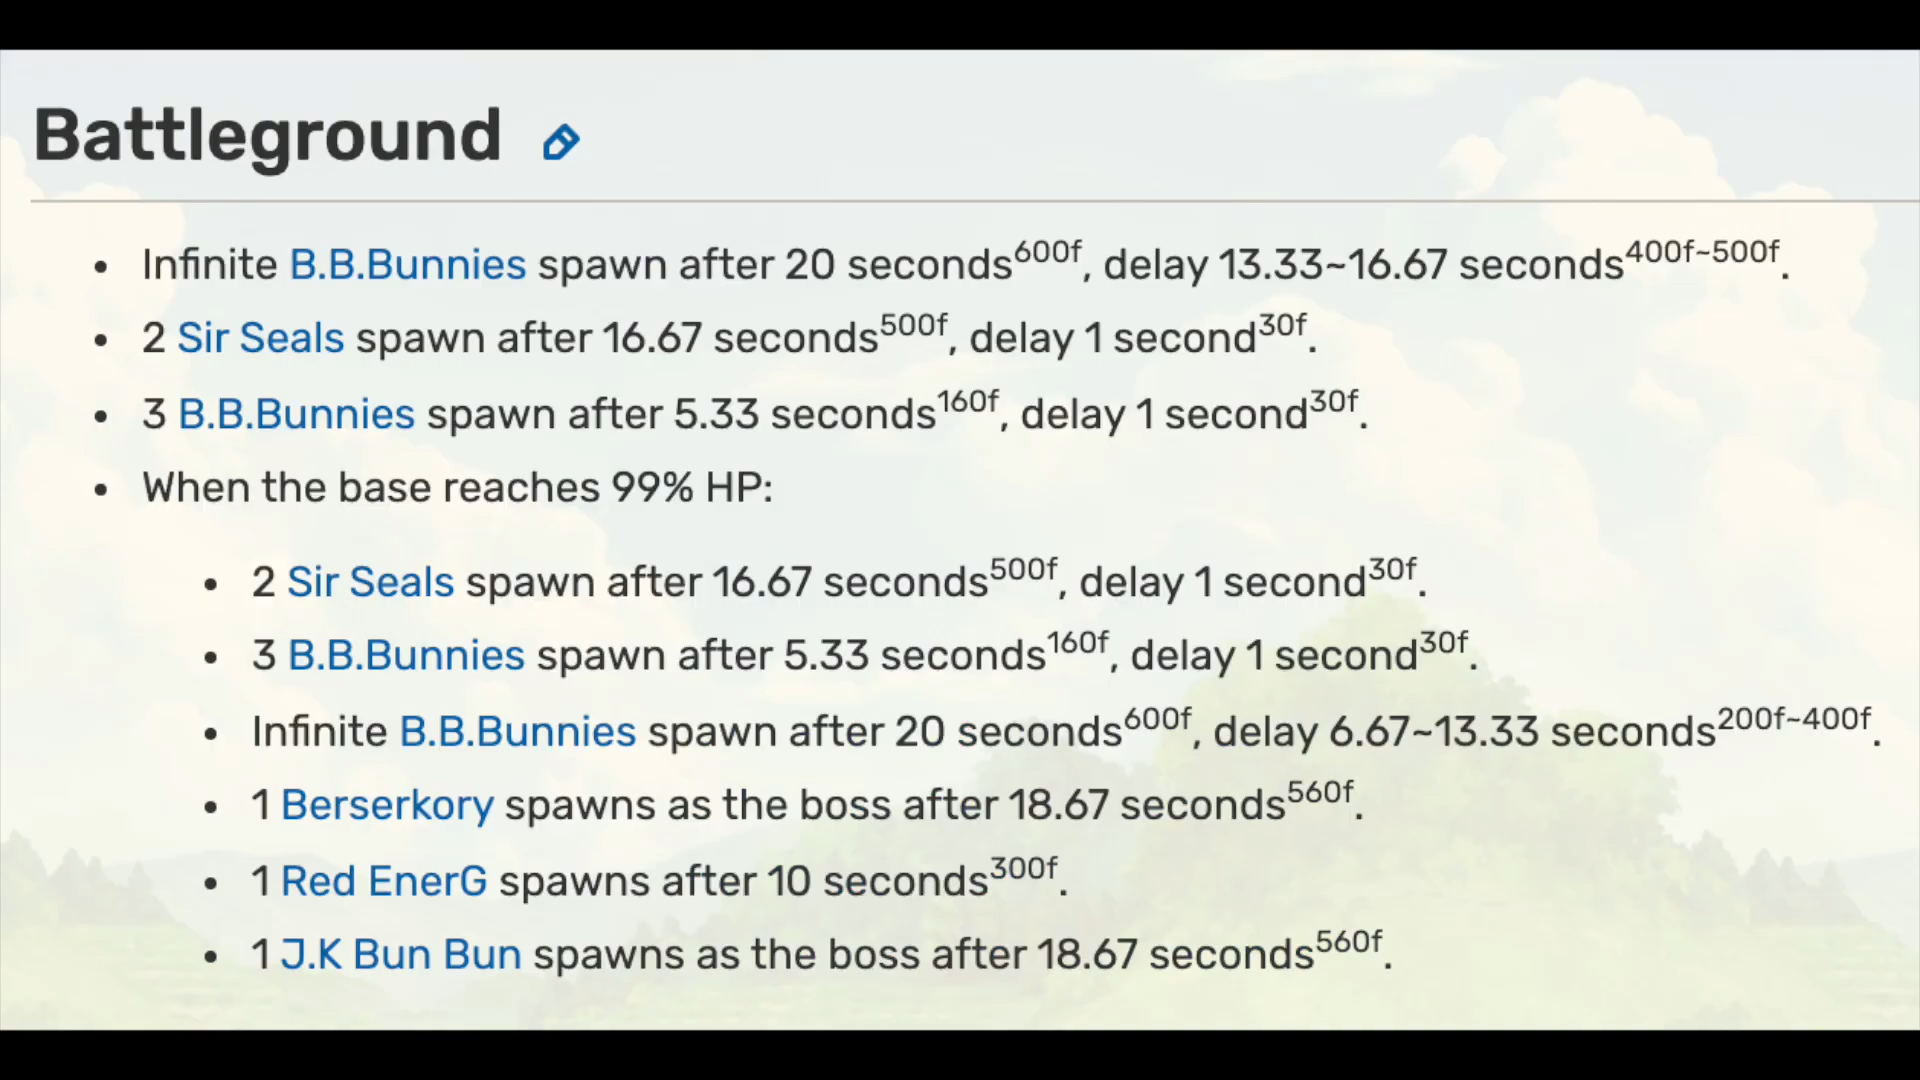 Battleground
Infinite B.B.Bunnies spawn after 20 seconds600f, delay 13.33~16.67 seconds400f~500f.
2 Sir Seals spawn after 16.67 seconds500f, delay 1 second30f.
3 B.B.Bunnies spawn after 5.33 seconds160f, delay 1 second30f.
When the base reaches 99% HP:
2 Sir Seals spawn after 16.67 seconds500f, delay 1 second30f.
3 B.B.Bunnies spawn after 5.33 seconds160f, delay 1 second30f.
Infinite B.B.Bunnies spawn after 20 seconds600f, delay 6.67~13.33 seconds200f~400f.
1 Berserkory spawns as the boss after 18.67 seconds560f.
1 Red EnerG spawns after 10 seconds300f.
1 J.K Bun Bun spawns as the boss after 18.67 seconds560f.